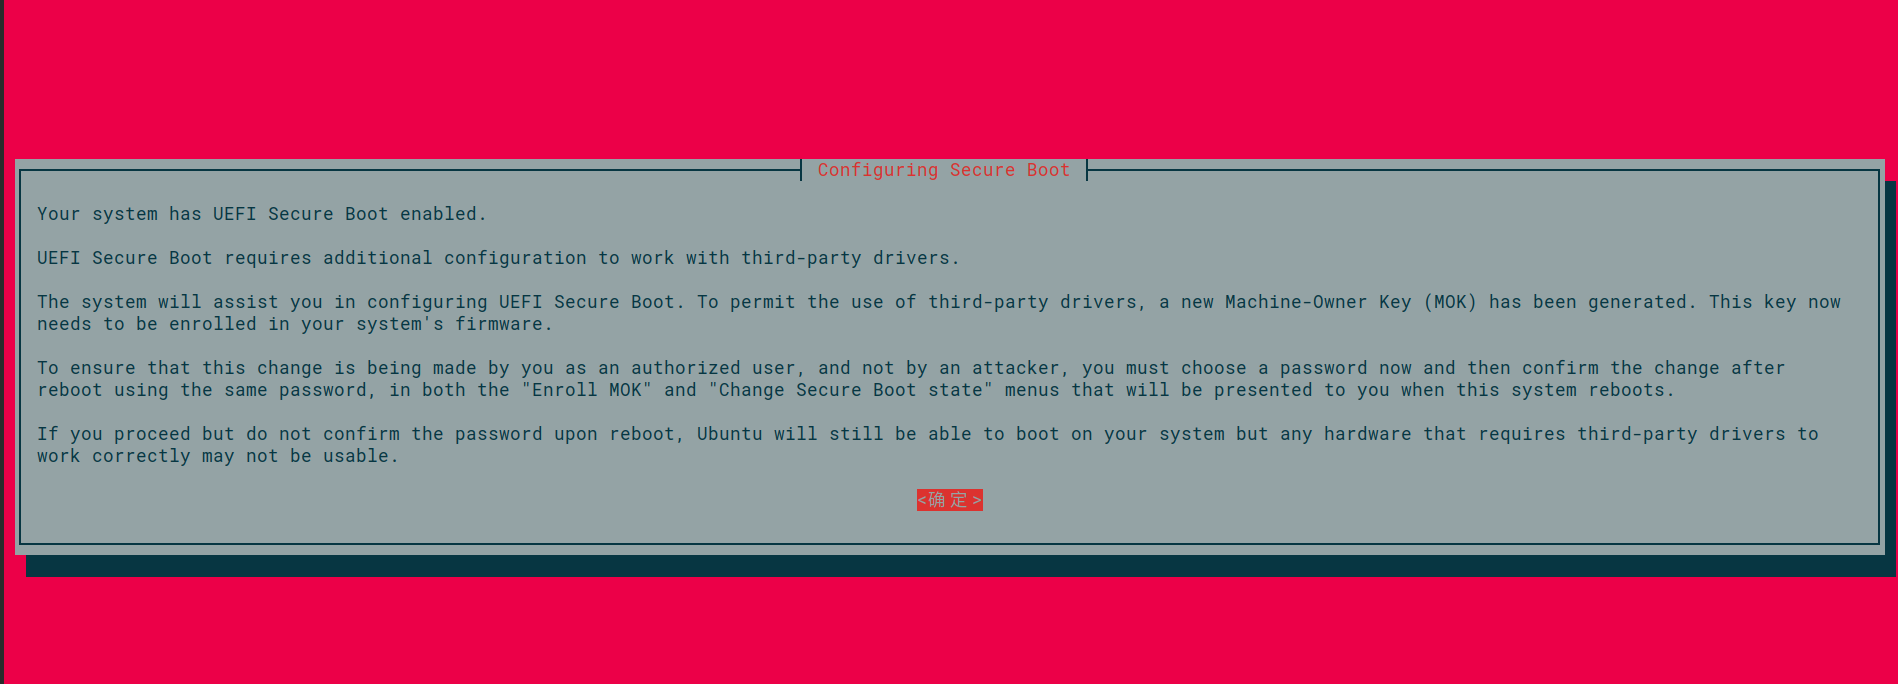 Configuring Secure Boot
Your system has UEFI Secure Boot enabled.
UEFI Secure Boot requires additional configuration to work with third-party drivers.
The system will assist you in configuring UEFI Secure Boot. To permit the use of third-party drivers, a new Machine-Owner Key (MOK) has been generated. This key now
needs to be enrolled in your system's firmware.
To ensure that this change is being made by you as an authorized user, and not by an attacker, you must choose a password now and then confirm the change after
reboot using the same password, in both the "Enroll MOK" and "Change Secure Boot state" menus that will be presented to you when this system reboots.
If you proceed but do not confirm the password upon reboot, Ubuntu will still be able to boot on your system but any hardware that requires third-party drivers to
work correctly may not be usable.
<确定>